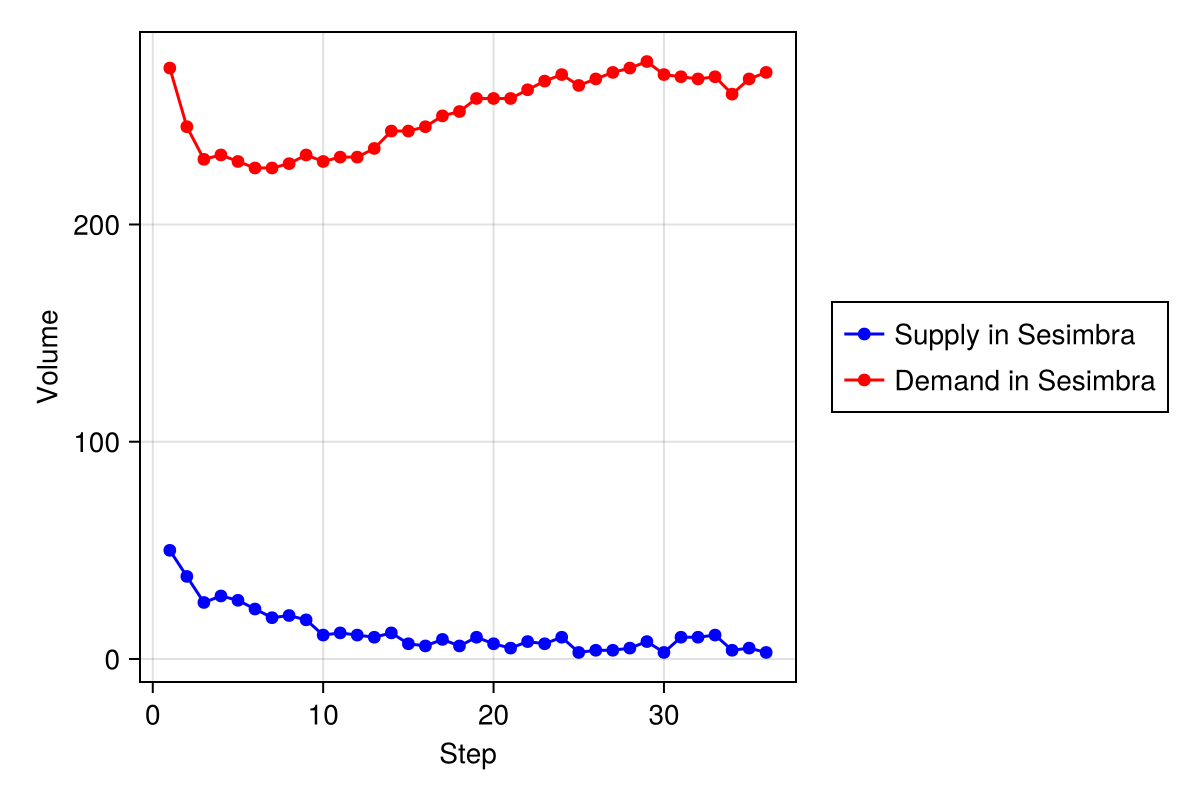 200
100
0
0 10 20 30
Volume
Step
Supply in Sesimbra
Demand in Sesimbra